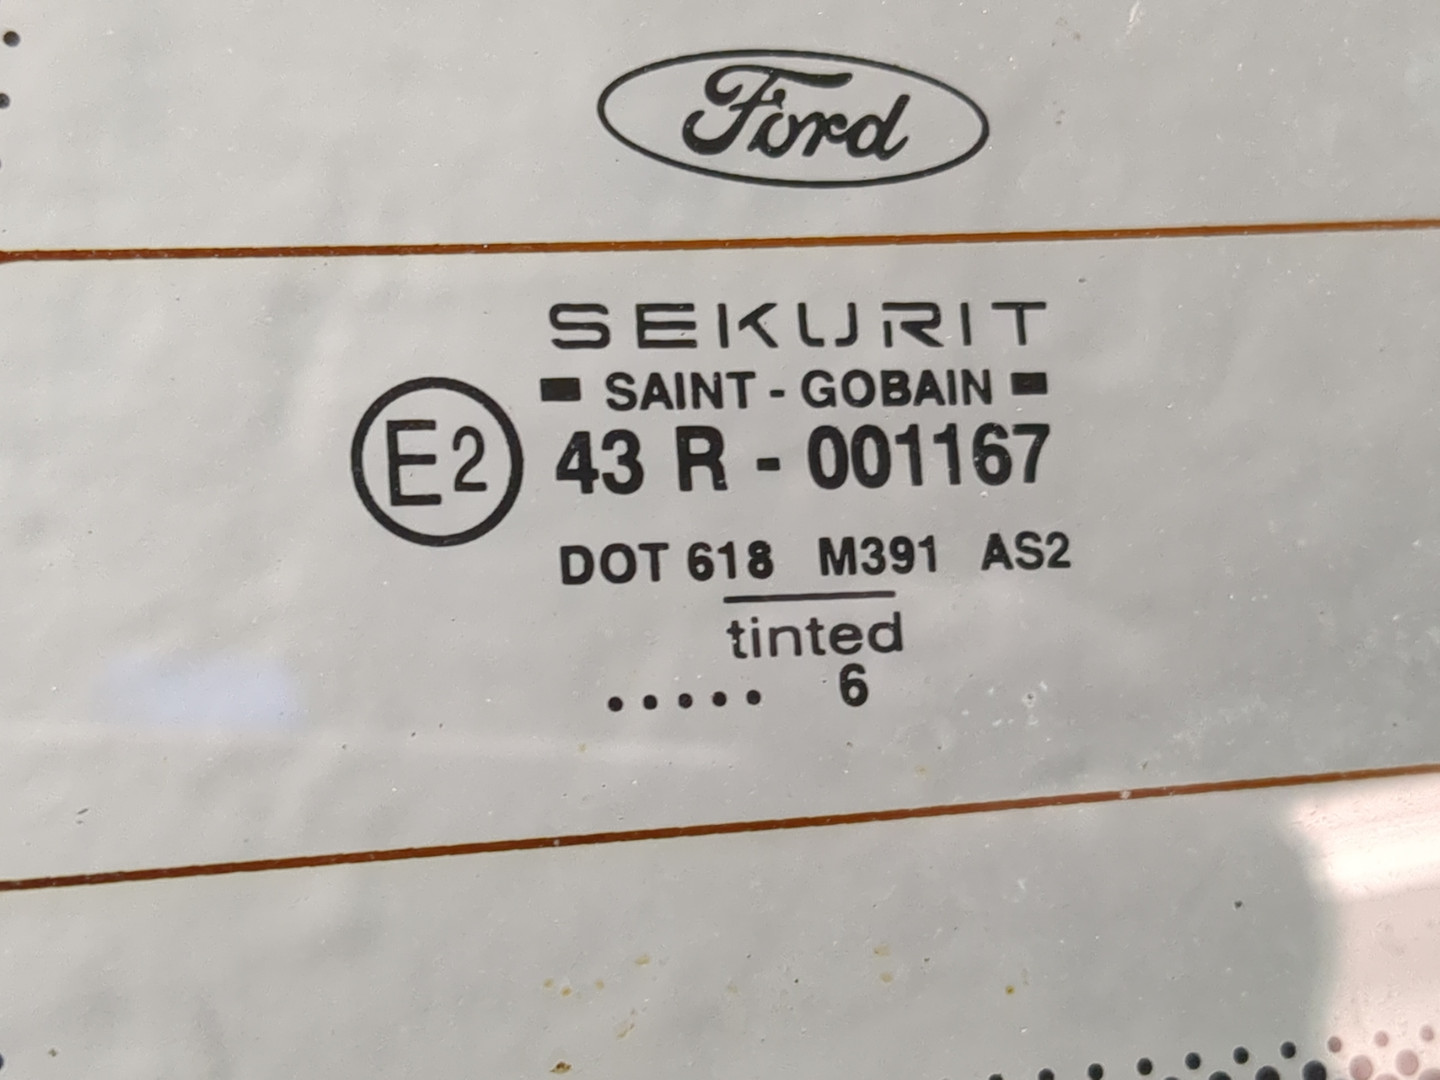 Ford
SEKURIT
SAINT - GOBAIN
E2 43 R - 001167
DOT 618 M391 AS2
tinted
..... 6